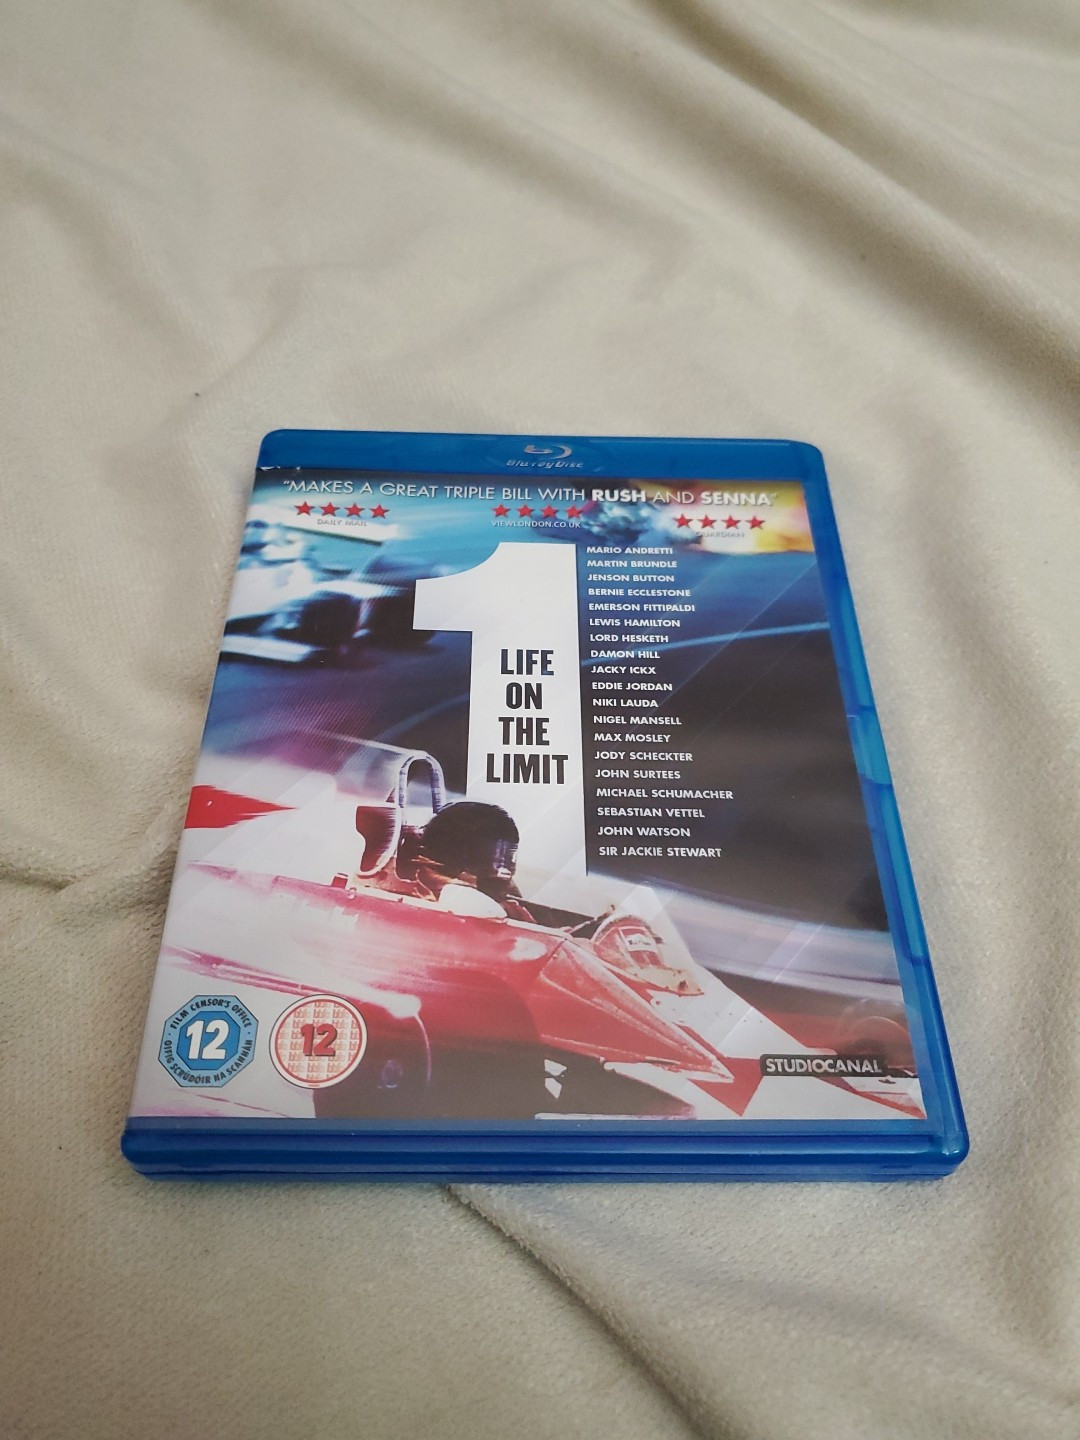 Blu-ray Disc
"MAKES A GREAT TRIPLE BILL WITH RUSH AND SENNA"
DAILY MAIL
VIEWLONDON.CO.UK
GUARDIAN
1
LIFE
ON
THE
LIMIT
MARIO ANDRETTI
MARTIN BRUNDLE
JENSON BUTTON
BERNIE ECCLESTONE
EMERSON FITTIPALDI
LEWIS HAMILTON
LORD HESKETH
DAMON HILL
JACKY ICKX
EDDIE JORDAN
NIKI LAUDA
NIGEL MANSELL
MAX MOSLEY
JODY SCHECKTER
JOHN SURTEES
MICHAEL SCHUMACHER
SEBASTIAN VETTEL
JOHN WATSON
SIR JACKIE STEWART
FILM CENSOR'S OFFICE
12
OIFIG SCRÚDÓIR NA SCANNÁN
12
STUDIOCANAL